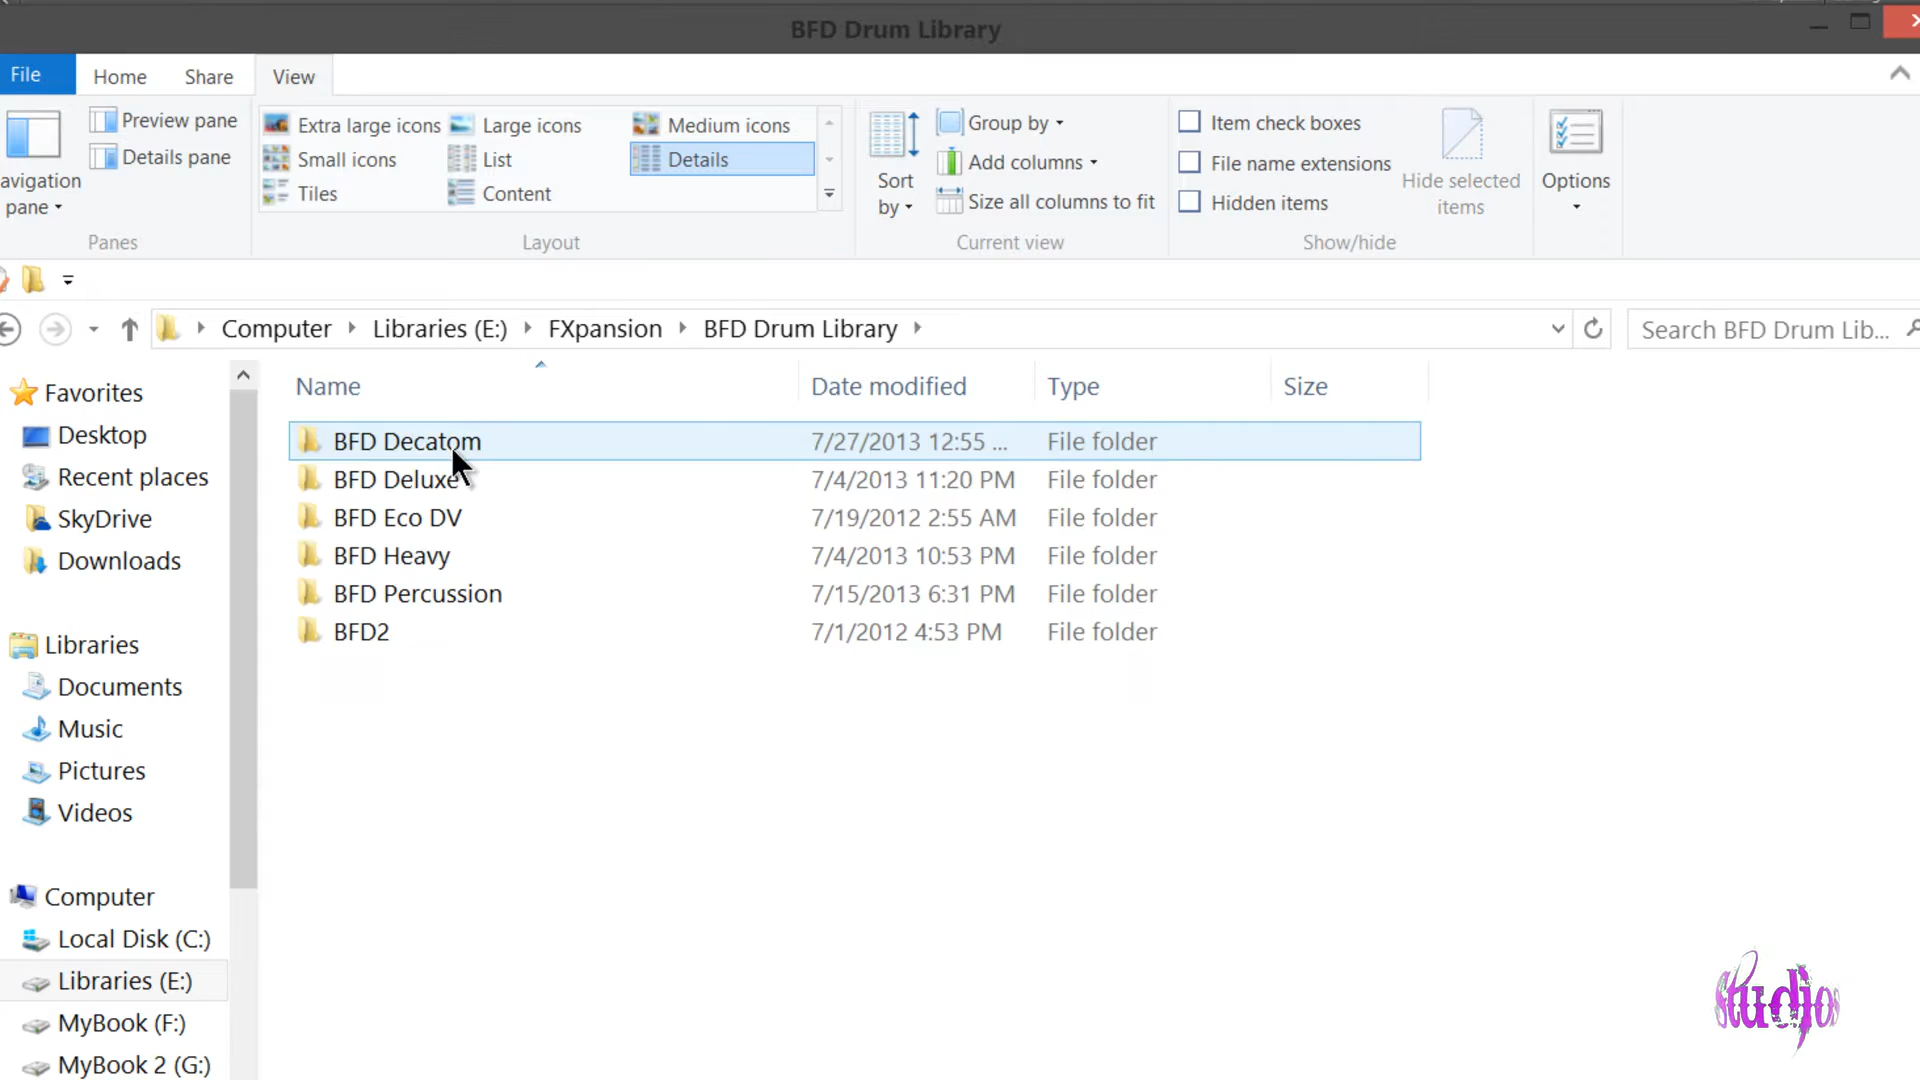 BFD Drum Library
File Home Share View
Preview pane
Details pane
avigation
pane
Panes
Extra large icons Large icons Medium icons
Small icons List Details
Tiles Content
Layout
Sort
by
Group by
Add columns
Size all columns to fit
Current view
Item check boxes
File name extensions
Hidden items
Hide selected
items
Show/hide
Options
Computer Libraries (E:) FXpansion BFD Drum Library
Search BFD Drum Lib...
Favorites
Desktop
Recent places
SkyDrive
Downloads
Libraries
Documents
Music
Pictures
Videos
Computer
Local Disk (C:)
Libraries (E:)
MyBook (F:)
MyBook 2 (G:)
Name Date modified Type Size
BFD Decatom 7/27/2013 12:55 ... File folder
BFD Deluxe 7/4/2013 11:20 PM File folder
BFD Eco DV 7/19/2012 2:55 AM File folder
BFD Heavy 7/4/2013 10:53 PM File folder
BFD Percussion 7/15/2013 6:31 PM File folder
BFD2 7/1/2012 4:53 PM File folder
Studios